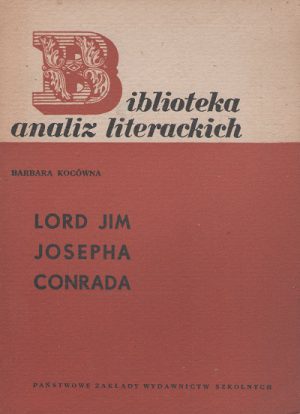 Biblioteka
analiz literackich
BARBARA KOCÓWNA
LORD JIM
JOSEPHA
CONRADA
PAŃSTWOWE ZAKŁADY WYDAWNICTW SZKOLNYCH